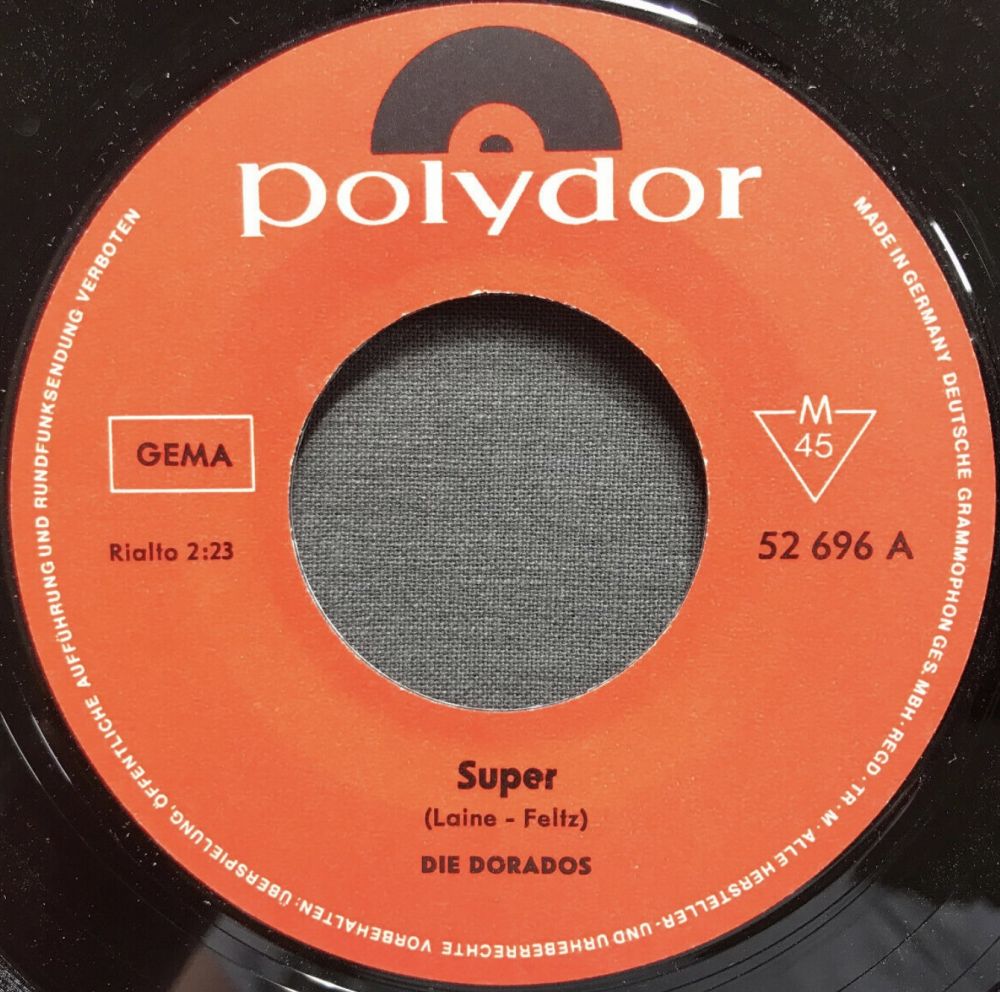 polydor
MADE IN GERMANY DEUTSCHE GRAMMOPHON GES. MBH · REGD · TR · M · ALLE HERSTELLER- UND URHEBERRECHTE VORBEHALTEN: ÜBERSPIELUNG, ÖFFENTLICHE AUFFÜHRUNG UND RUNDFUNKSENDUNG VERBOTEN
GEMA
M
45
Rialto 2:23
52 696 A
Super
(Laine - Feltz)
DIE DORADOS